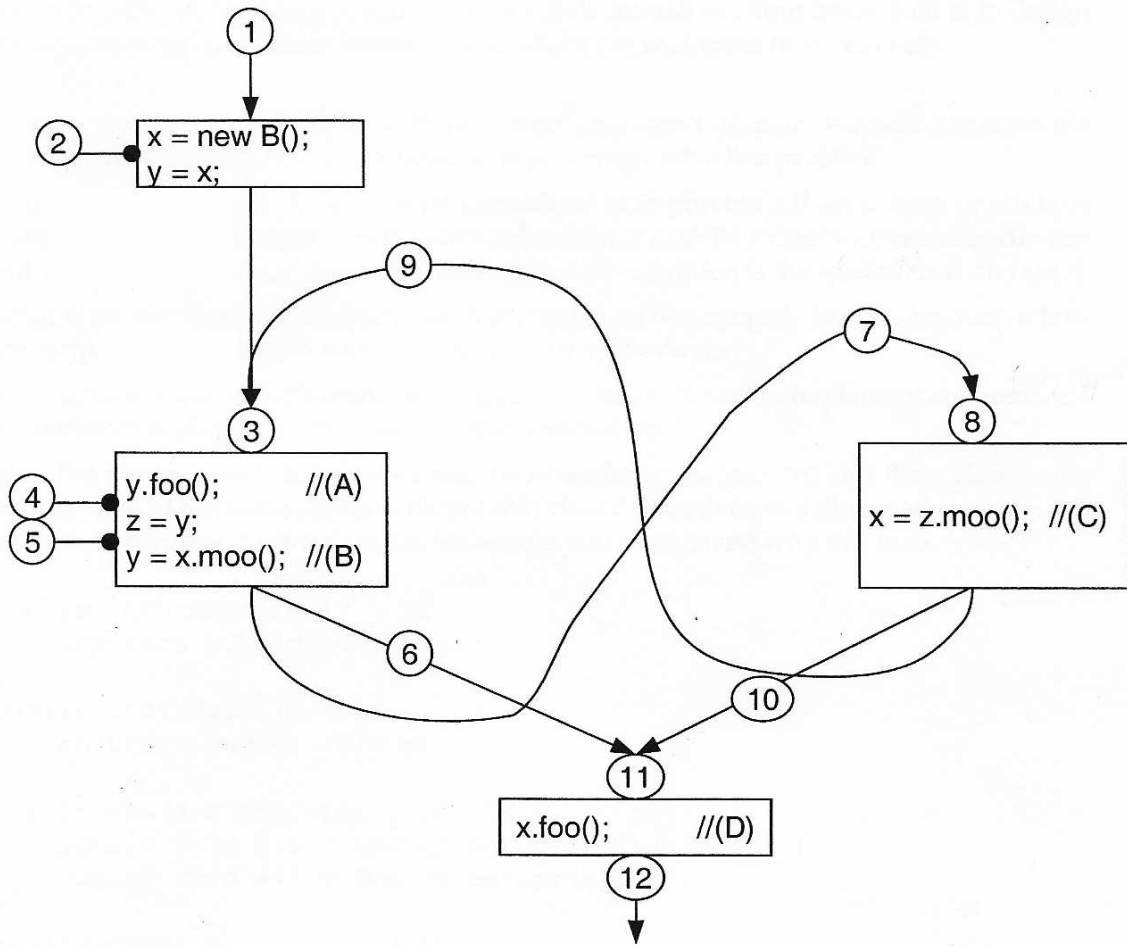 1
2
x = new B();
y = x;
9
7
3
8
4
y.foo(); //(A)
z = y;
5
y = x.moo(); //(B)
x = z.moo(); //(C)
6
10
11
x.foo(); //(D)
12